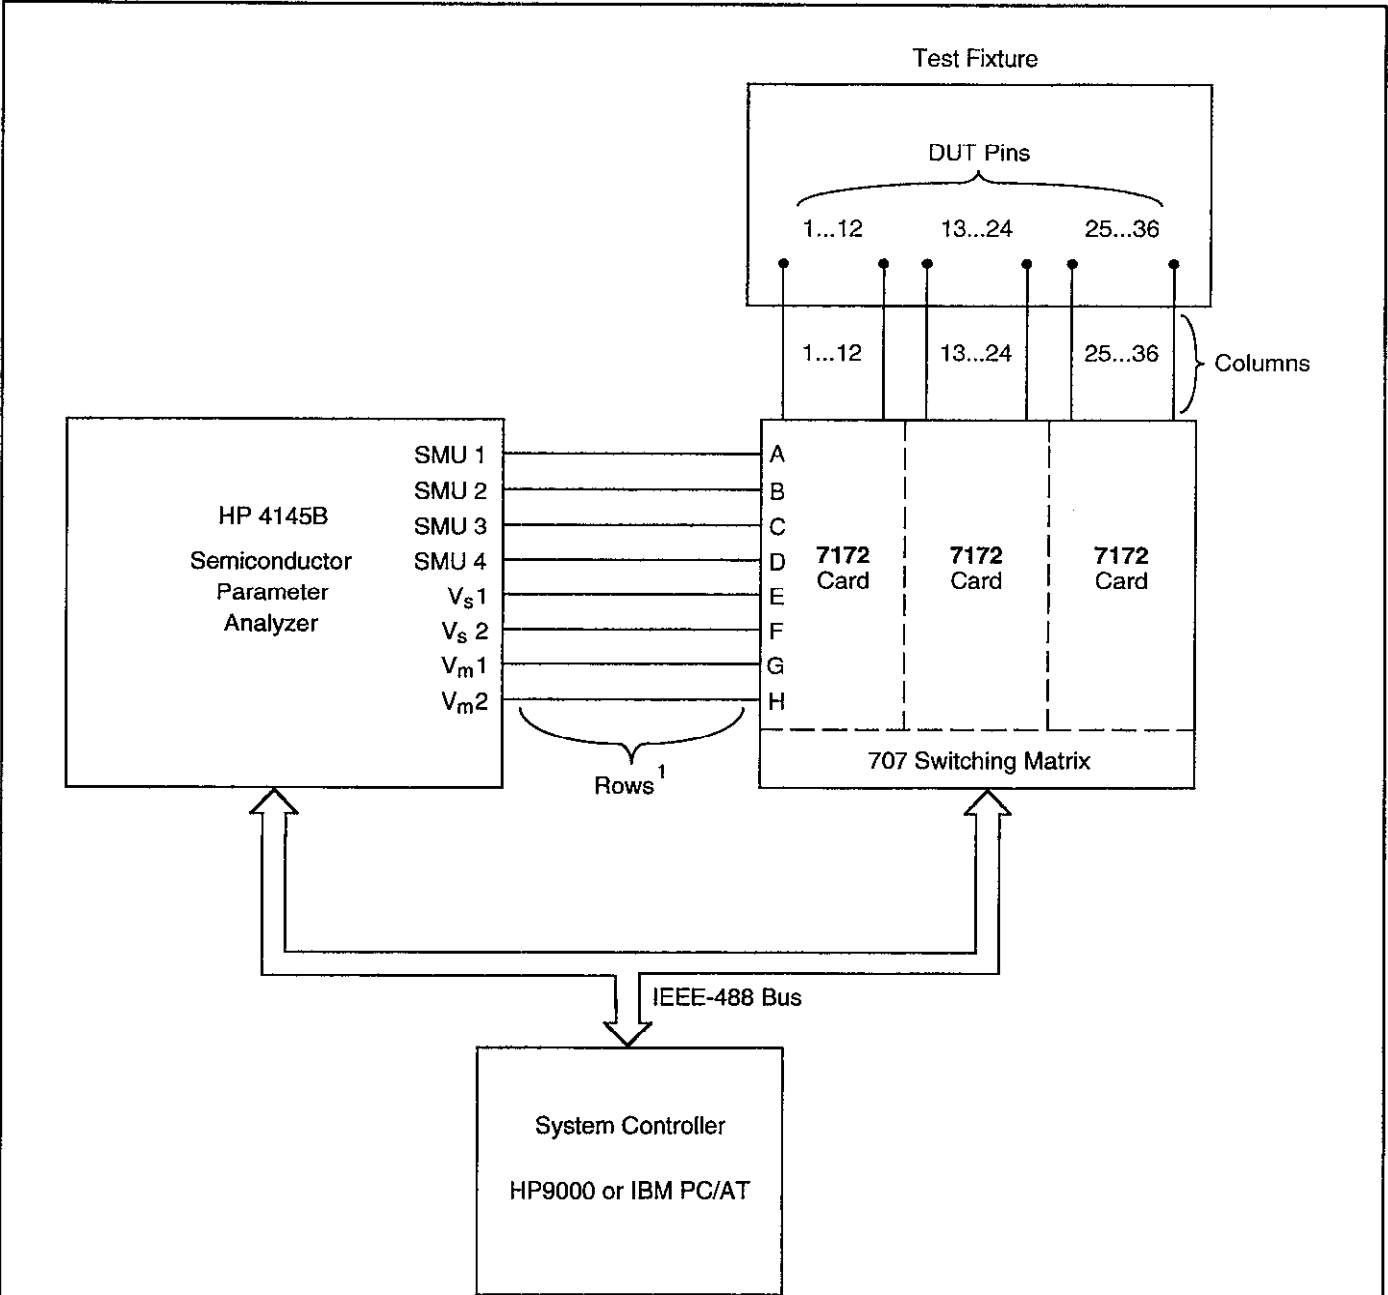 Test Fixture
DUT Pins
1...12 13...24 25...36
1...12 13...24 25...36
Columns
HP 4145B
Semiconductor
Parameter
Analyzer
SMU 1
SMU 2
SMU 3
SMU 4
Vs1
Vs 2
Vm1
Vm2
A
B
C
D
E
F
G
H
7172
Card
7172
Card
7172
Card
707 Switching Matrix
Rows1
IEEE-488 Bus
System Controller
HP9000 or IBM PC/AT